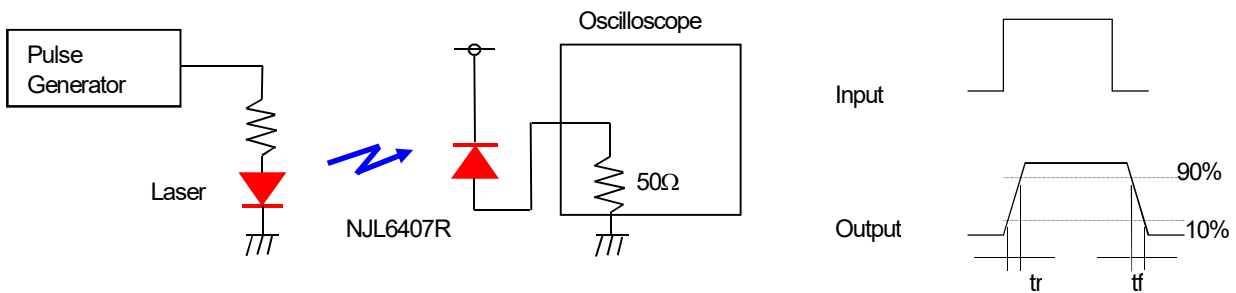 Pulse
Generator
Laser
NJL6407R
Oscilloscope
50Ω
Input
Output
90%
10%
tr
tf